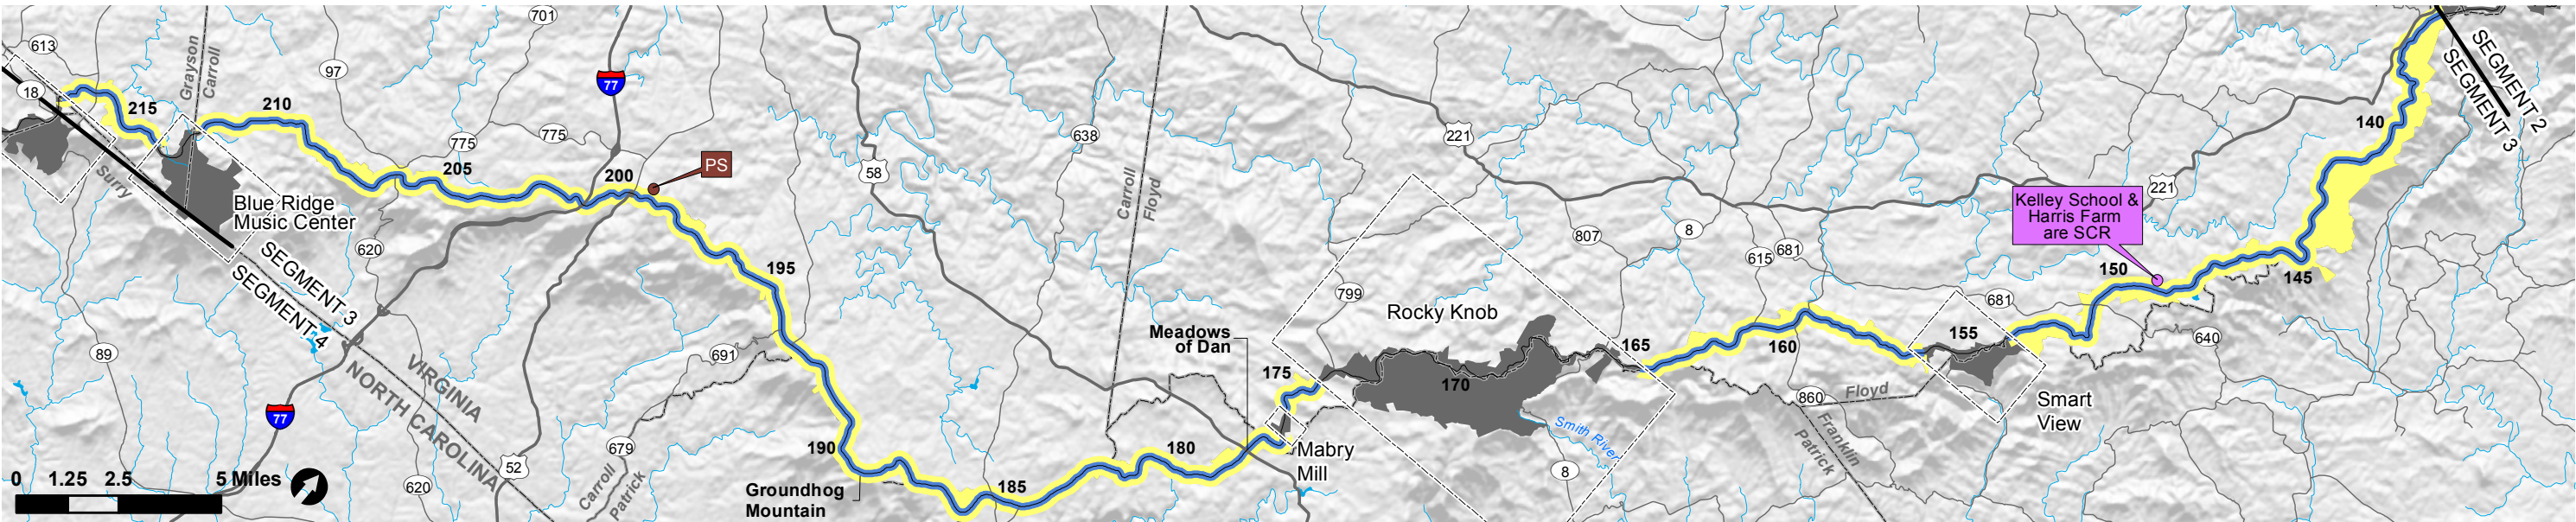 701
613
97
77
18
Grayson
Carroll
215
210
775
775
205
200
PS
Surry
Blue Ridge
Music Center
620
SEGMENT 3
SEGMENT 4
89
VIRGINIA
NORTH CAROLINA
77
0 1.25 2.5 5 Miles
620
52
679
691
Carroll
Patrick
195
190
Groundhog
Mountain
58
638
Carroll
Floyd
185
180
Meadows
of Dan
175
Mabry
Mill
221
799
Rocky Knob
170
807
8
165
Smith River
8
615
681
160
860
Floyd
Franklin
Patrick
155
681
Smart
View
640
Kelley School &
Harris Farm
are SCR
150
221
145
140
SEGMENT 2
SEGMENT 3